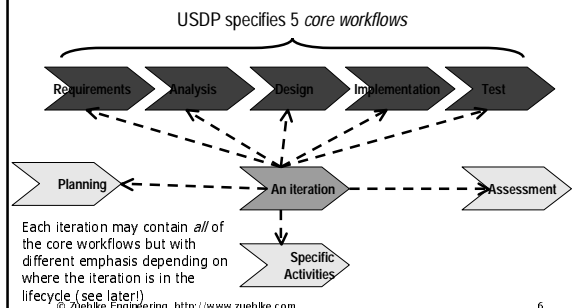 USDP specifies 5 core workflows
Requirements
Analysis
Design
Implementation
Test
Planning
An iteration
Assessment
Each iteration may contain all of
the core workflows but with
different emphasis depending on
where the iteration is in the
lifecycle (see later!)
Specific
Activities
© Zuehlke Engineering, http://www.zuehlke.com
6